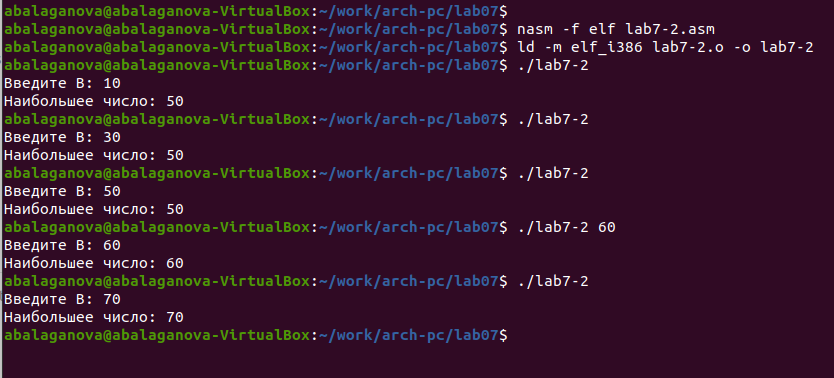 abalaganova@abalaganova-VirtualBox:~/work/arch-pc/lab07$
abalaganova@abalaganova-VirtualBox:~/work/arch-pc/lab07$ nasm -f elf lab7-2.asm
abalaganova@abalaganova-VirtualBox:~/work/arch-pc/lab07$ ld -m elf_i386 lab7-2.o -o lab7-2
abalaganova@abalaganova-VirtualBox:~/work/arch-pc/lab07$ ./lab7-2
Введите В: 10
Наибольшее число: 50
abalaganova@abalaganova-VirtualBox:~/work/arch-pc/lab07$ ./lab7-2
Введите В: 30
Наибольшее число: 50
abalaganova@abalaganova-VirtualBox:~/work/arch-pc/lab07$ ./lab7-2
Введите В: 50
Наибольшее число: 50
abalaganova@abalaganova-VirtualBox:~/work/arch-pc/lab07$ ./lab7-2 60
Введите В: 60
Наибольшее число: 60
abalaganova@abalaganova-VirtualBox:~/work/arch-pc/lab07$ ./lab7-2
Введите В: 70
Наибольшее число: 70
abalaganova@abalaganova-VirtualBox:~/work/arch-pc/lab07$